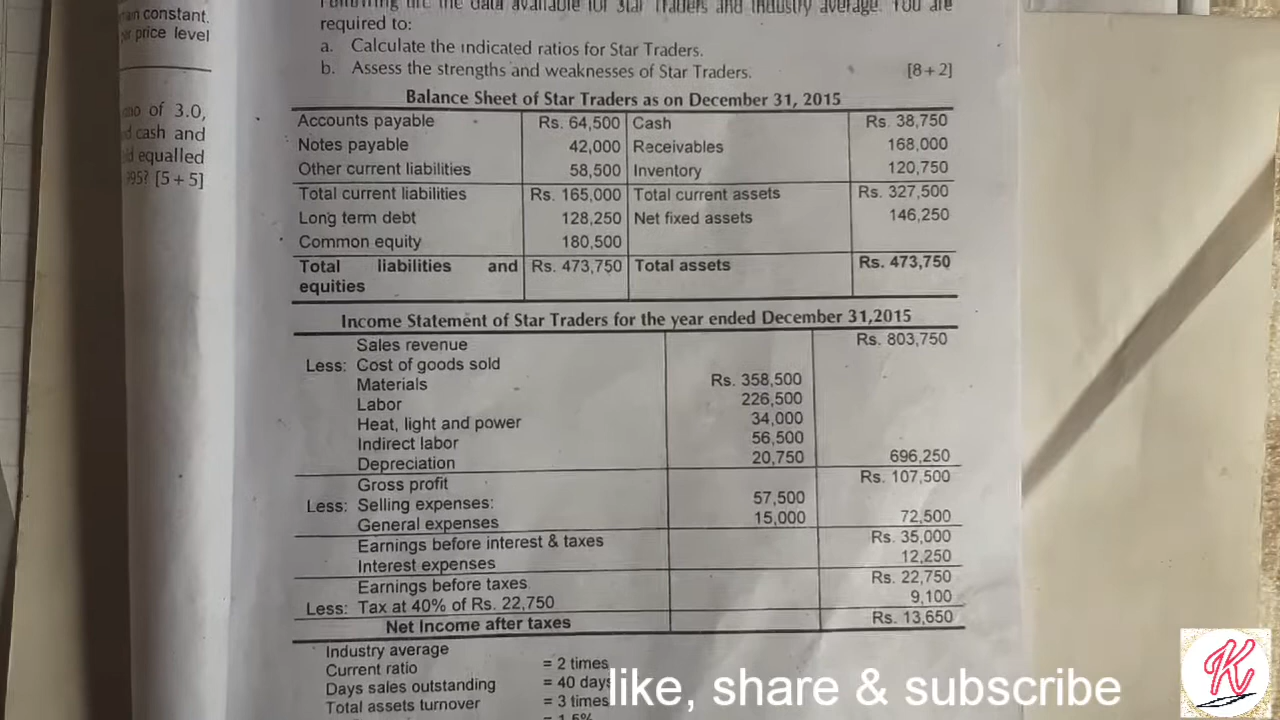 constant.
price level
of 3.0,
cash and
equalled
[5 + 5]
required to:
a. Calculate the indicated ratios for Star Traders.
b. Assess the strengths and weaknesses of Star Traders. [8 + 2]
Balance Sheet of Star Traders as on December 31, 2015
Accounts payable Rs. 64,500 Cash Rs. 38,750
Notes payable 42,000 Receivables 168,000
Other current liabilities 58,500 Inventory 120,750
Total current liabilities Rs. 165,000 Total current assets Rs. 327,500
Long term debt 128,250 Net fixed assets 146,250
Common equity 180,500
Total liabilities and Rs. 473,750 Total assets Rs. 473,750
equities
Income Statement of Star Traders for the year ended December 31,2015
Sales revenue Rs. 803,750
Less: Cost of goods sold
Materials Rs. 358,500
Labor 226,500
Heat, light and power 34,000
Indirect labor 56,500
Depreciation 20,750 696,250
Gross profit Rs. 107,500
Less: Selling expenses: 57,500
General expenses 15,000 72,500
Earnings before interest & taxes Rs. 35,000
Interest expenses 12,250
Earnings before taxes Rs. 22,750
Less: Tax at 40% of Rs. 22,750 9,100
Net Income after taxes Rs. 13,650
Industry average
Current ratio = 2 times
Days sales outstanding = 40 days
Total assets turnover = 3 times
like, share & subscribe
K